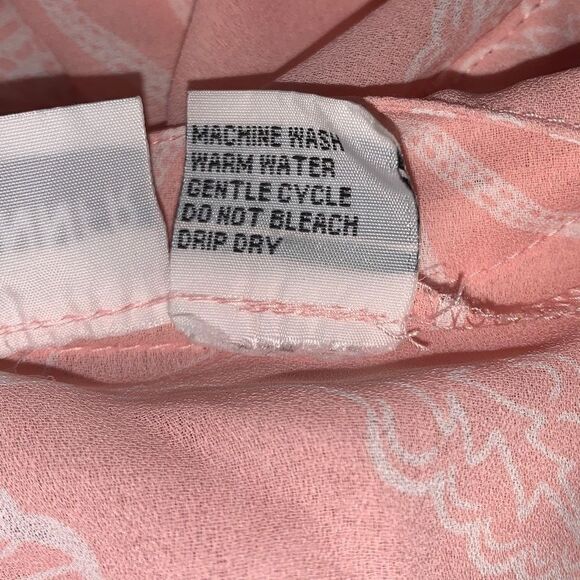 MACHINE WASH
WARM WATER
GENTLE CYCLE
DO NOT BLEACH
DRIP DRY